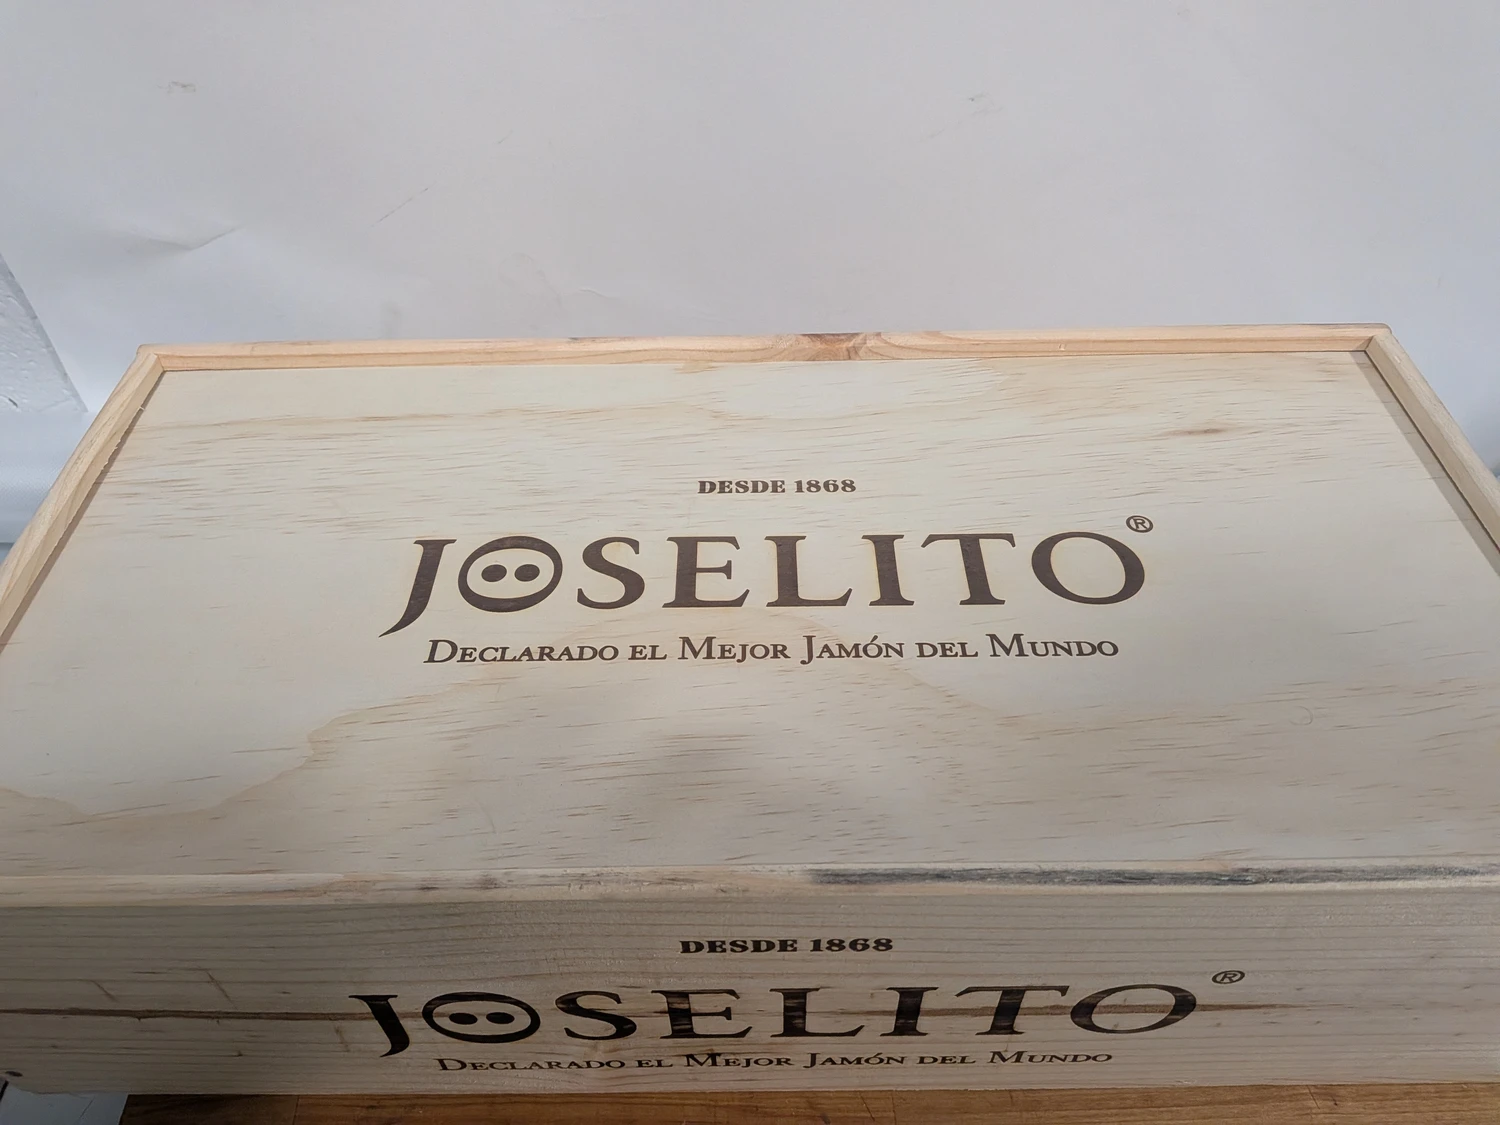 DESDE 1868
JOSELITO®
DECLARADO EL MEJOR JAMÓN DEL MUNDO
DESDE 1868
JOSELITO®
DECLARADO EL MEJOR JAMÓN DEL MUNDO